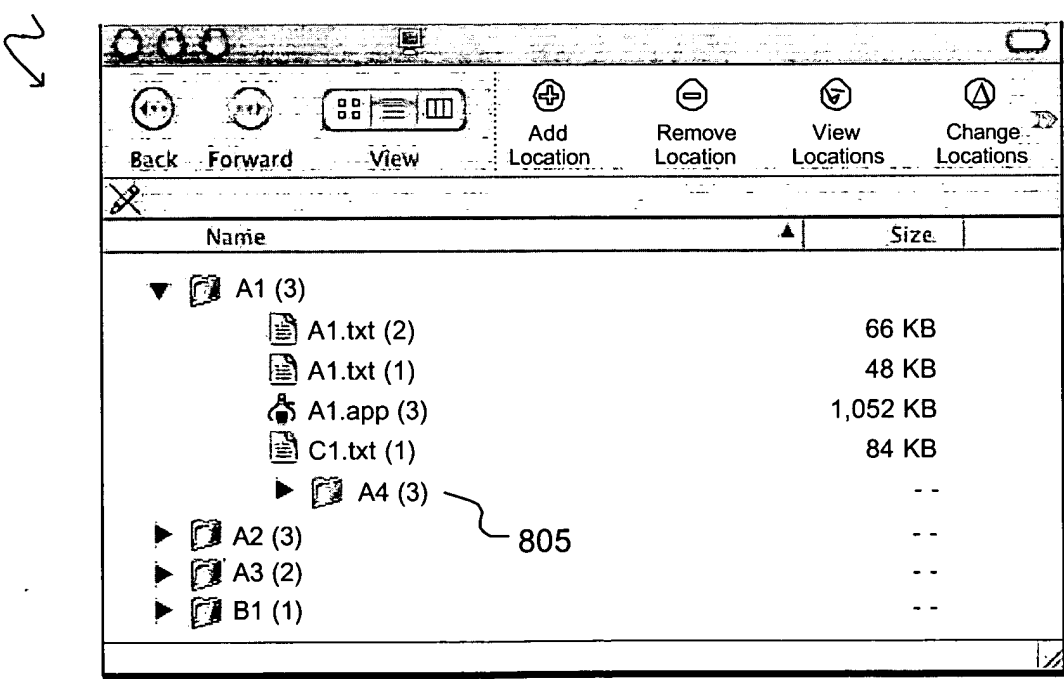 Add Remove View Change
Back Forward View Location Location Locations Locations
Name Size
A1 (3)
A1.txt (2) 66 KB
A1.txt (1) 48 KB
A1.app (3) 1,052 KB
C1.txt (1) 84 KB
A4 (3) - -
805
A2 (3) - -
A3 (2) - -
B1 (1) - -